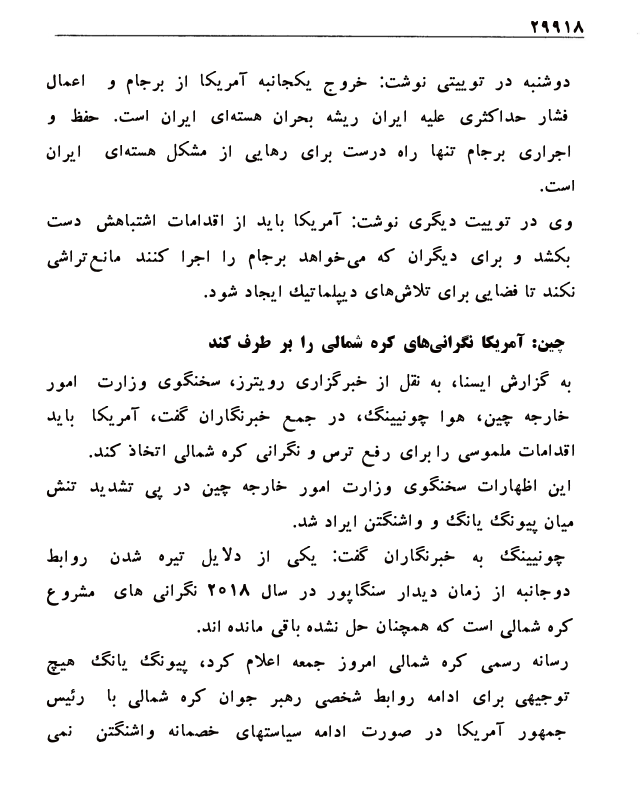 ۲۹۹۱۸
دوشنبه در توییتی نوشت: خروج یکجانبه آمریکا از برجام و اعمال
فشار حداکثری علیه ایران ریشه بحران هسته‌ای ایران است. حفظ و
اجراری برجام تنها راه درست برای رهایی از مشکل هسته‌ای ایران
است.
وی در توییت دیگری نوشت: آمریکا باید از اقدامات اشتباهش دست
بکشد و برای دیگران که می‌خواهد برجام را اجرا کنند مانع‌تراشی
نکند تا فضایی برای تلاش‌های دیپلماتیك ایجاد شود.
چین: آمریکا نگرانی‌های کره شمالی را بر طرف کند
به گزارش ایسنا، به نقل از خبرگزاری رویترز، سخنگوی وزارت امور
خارجه چین، هوا چونیینگ، در جمع خبرنگاران گفت، آمریکا باید
اقدامات ملموسی را برای رفع ترس و نگرانی کره شمالی اتخاذ کند.
این اظهارات سخنگوی وزارت امور خارجه چین در پی تشدید تنش
میان پیونگ یانگ و واشنگتن ایراد شد.
چونیینگ به خبرنگاران گفت: یکی از دلایل تیره شدن روابط
دوجانبه از زمان دیدار سنگاپور در سال ۲۰۱۸ نگرانی های مشروع
کره شمالی است که همچنان حل نشده باقی مانده اند.
رسانه رسمی کره شمالی امروز جمعه اعلام کرد، پیونگ یانگ هیچ
توجیهی برای ادامه روابط شخصی رهبر جوان کره شمالی با رئیس
جمهور آمریکا در صورت ادامه سیاستهای خصمانه واشنگتن نمی